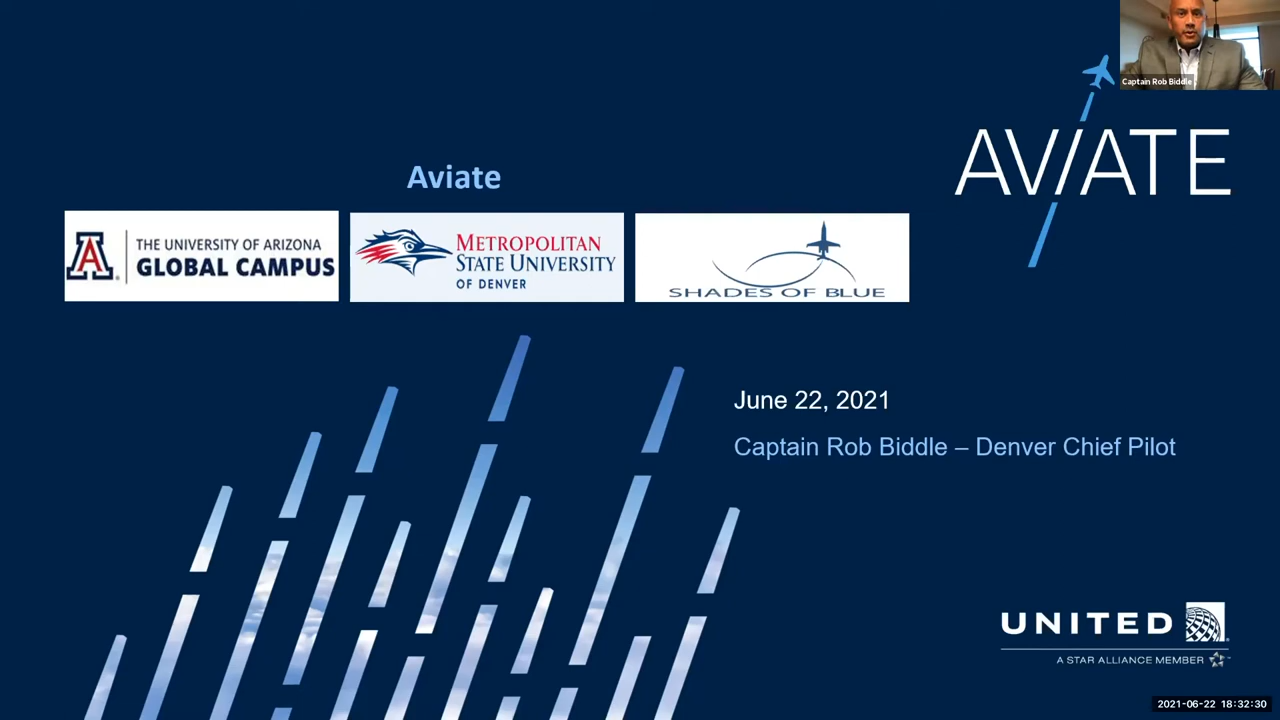 Captain Rob Biddle
AVIATE
Aviate
THE UNIVERSITY OF ARIZONA
GLOBAL CAMPUS
METROPOLITAN
STATE UNIVERSITY
OF DENVER
SHADES OF BLUE
June 22, 2021
Captain Rob Biddle – Denver Chief Pilot
UNITED
A STAR ALLIANCE MEMBER
2021-06-22 18:32:30